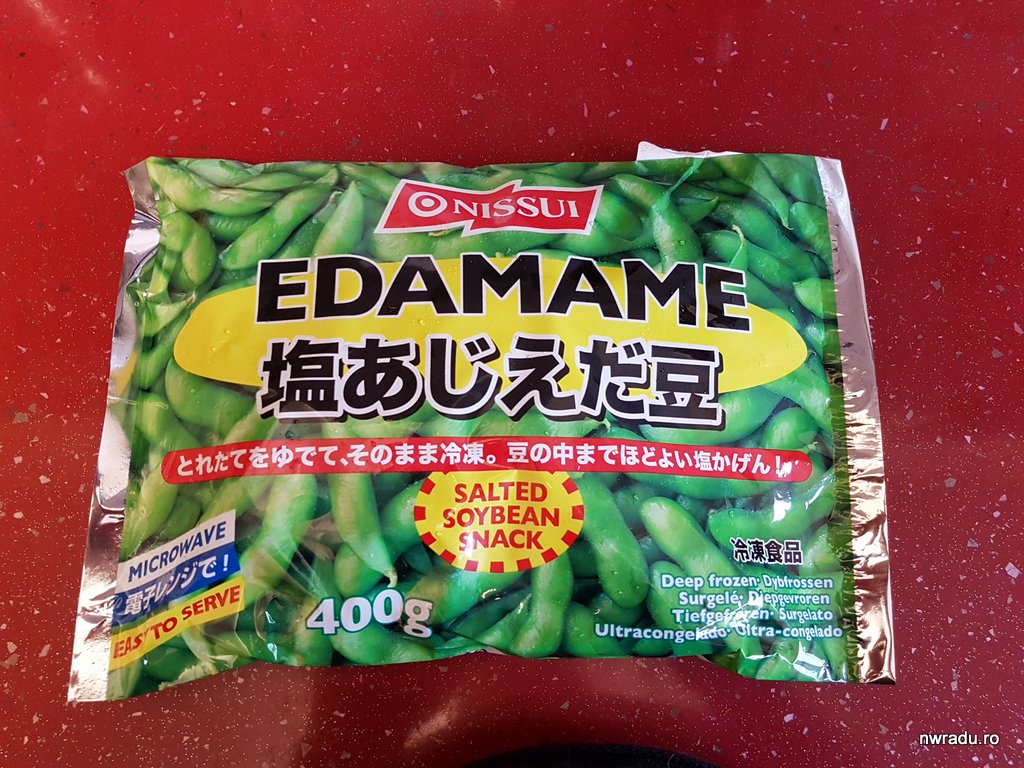 NISSUI
EDAMAME
塩あじえだ豆
とれたてをゆでて、そのまま冷凍。豆の中までほどよい塩かげん!
SALTED
SOYBEAN
SNACK
MICROWAVE
電子レンジで!
EASY TO SERVE
400g
冷凍食品
Deep frozen· Dybfrossen
Surgelé· Diepgevroren
Tiefgefroren· Surgelato
Ultracongelado· Ultra-congelado
nwradu.ro